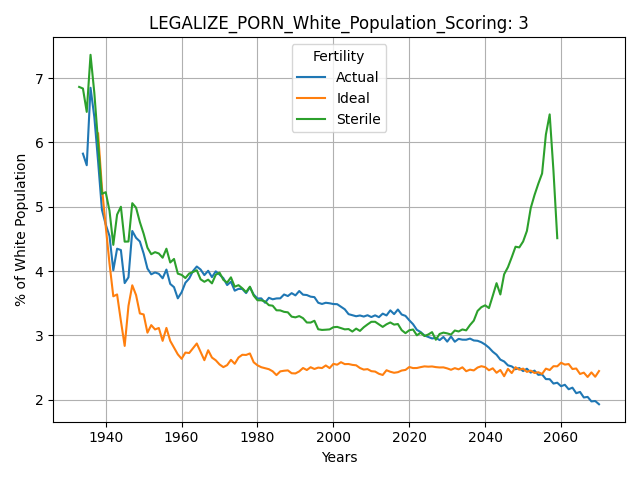 LEGALIZE_PORN_White_Population_Scoring: 3
Fertility
Actual
Ideal
Sterile
% of White Population
7
6
5
4
3
2
1940
1960
1980
2000
2020
2040
2060
Years